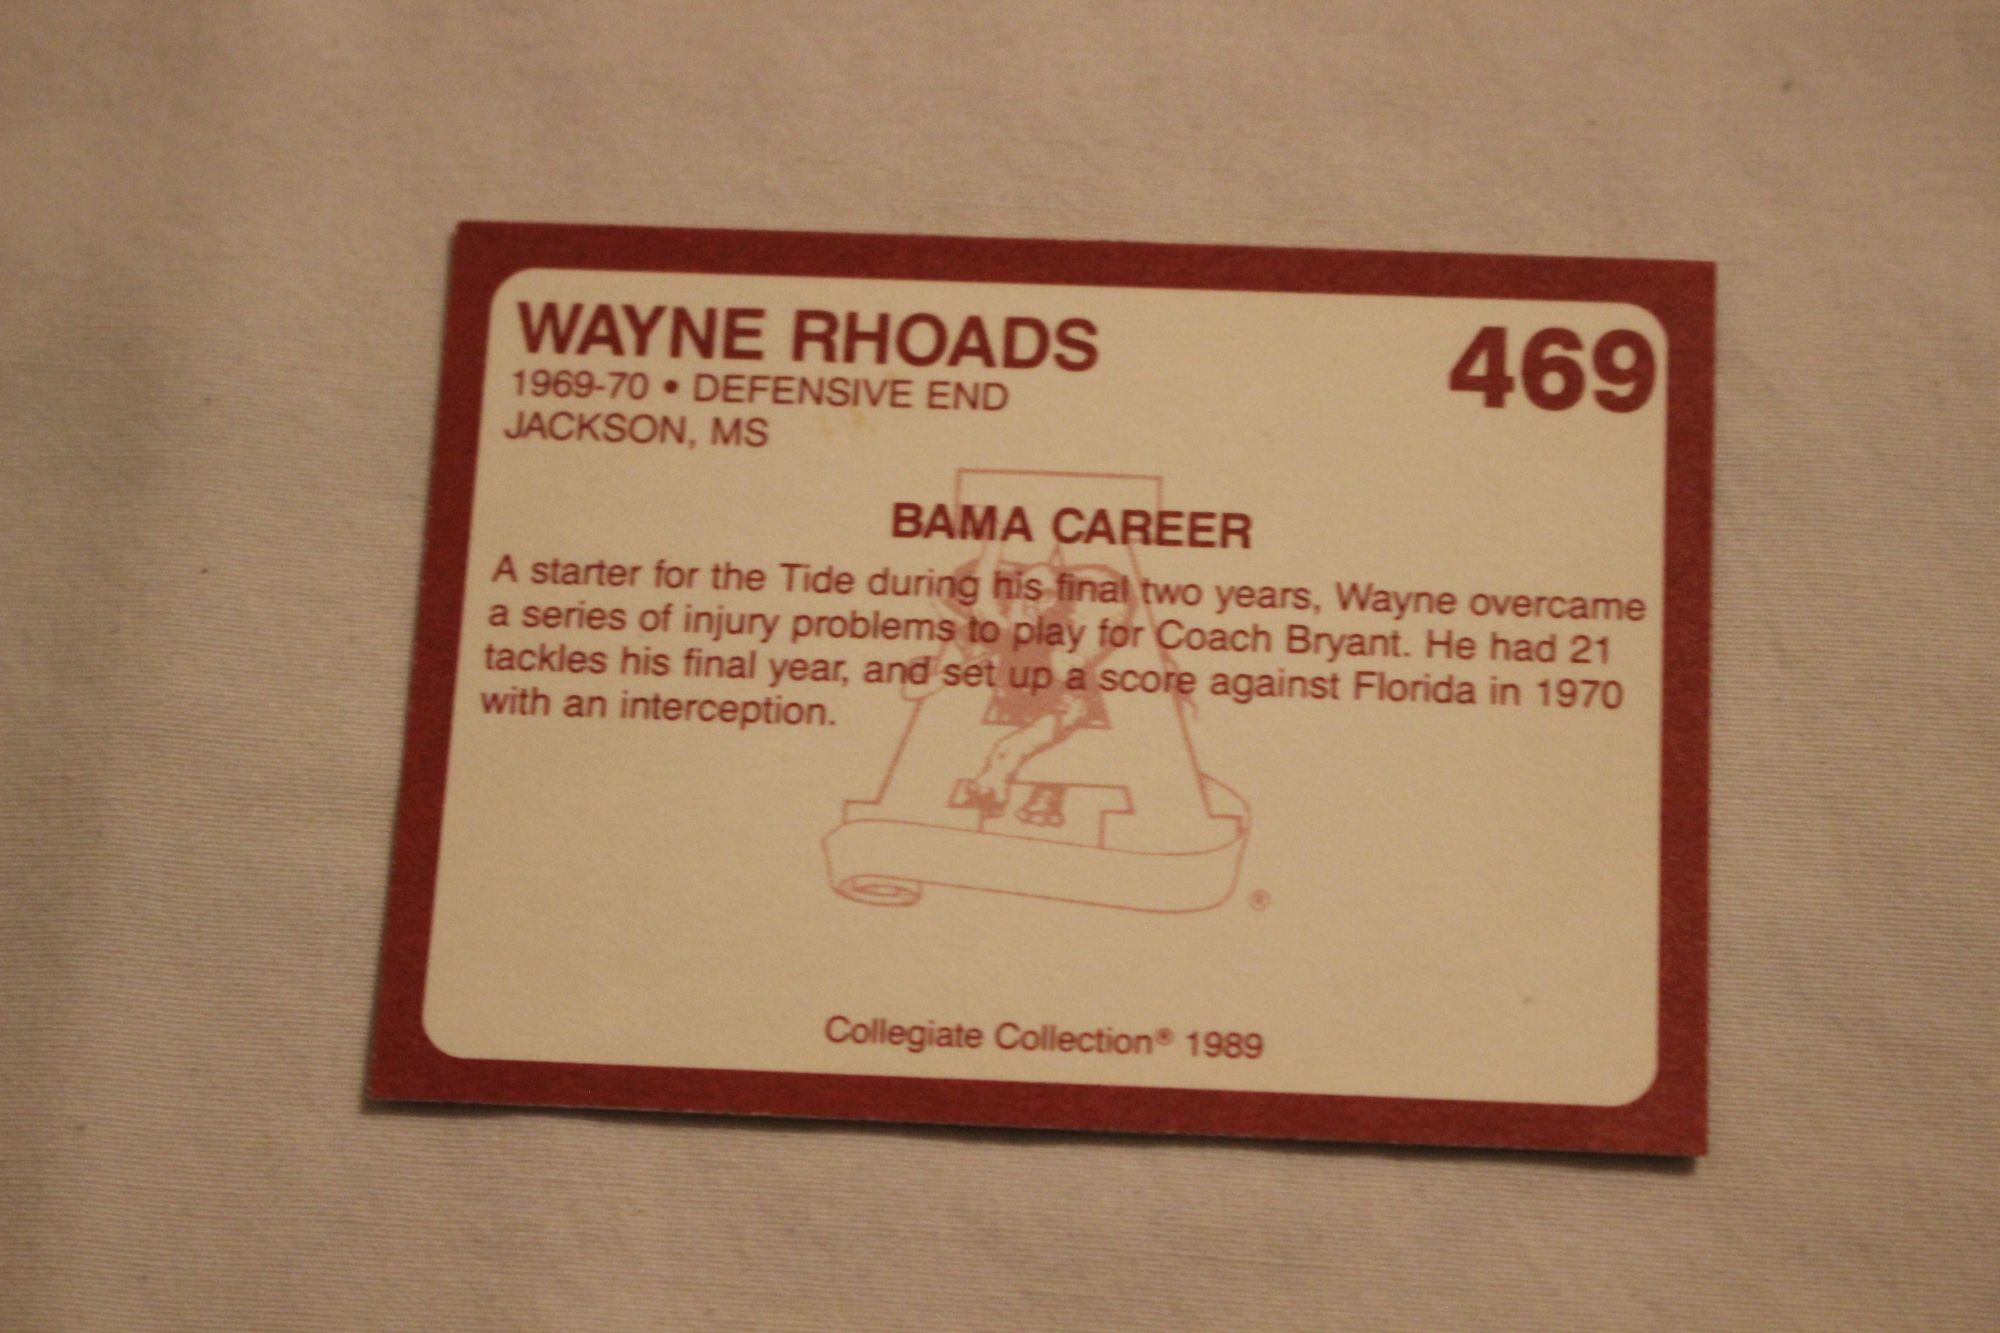 WAYNE RHOADS
469
1969-70 • DEFENSIVE END
JACKSON, MS
BAMA CAREER
A starter for the Tide during his final two years, Wayne overcame
a series of injury problems to play for Coach Bryant. He had 21
tackles his final year, and set up a score against Florida in 1970
with an interception.
®
Collegiate Collection® 1989